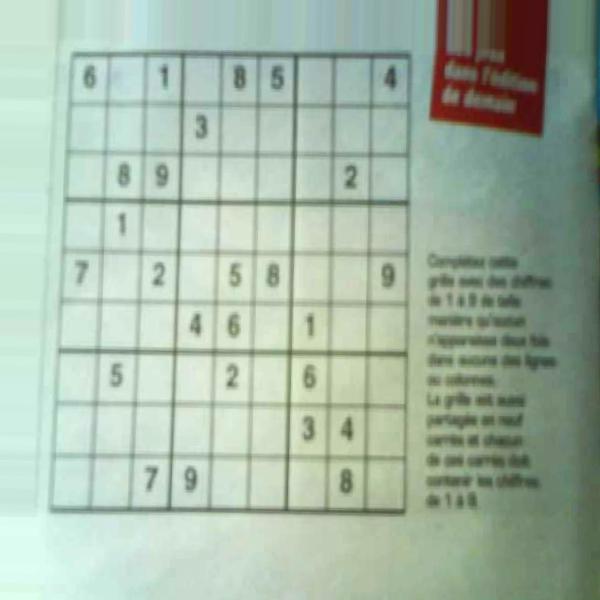 dans l'édition
de demain
6 1 8 5 4
3
8 9 2
1
7 2 5 8 9
4 6 1
5 2 6
3 4
7 9 8
Complétez cette
grille avec des chiffres
de 1 à 9 de telle
manière qu'aucun
n'apparaisse deux fois
dans aucune des lignes
ou colonnes.
La grille est aussi
partagée en neuf
carrés et chacun
de ces carrés doit
contenir les chiffres
de 1 à 9.